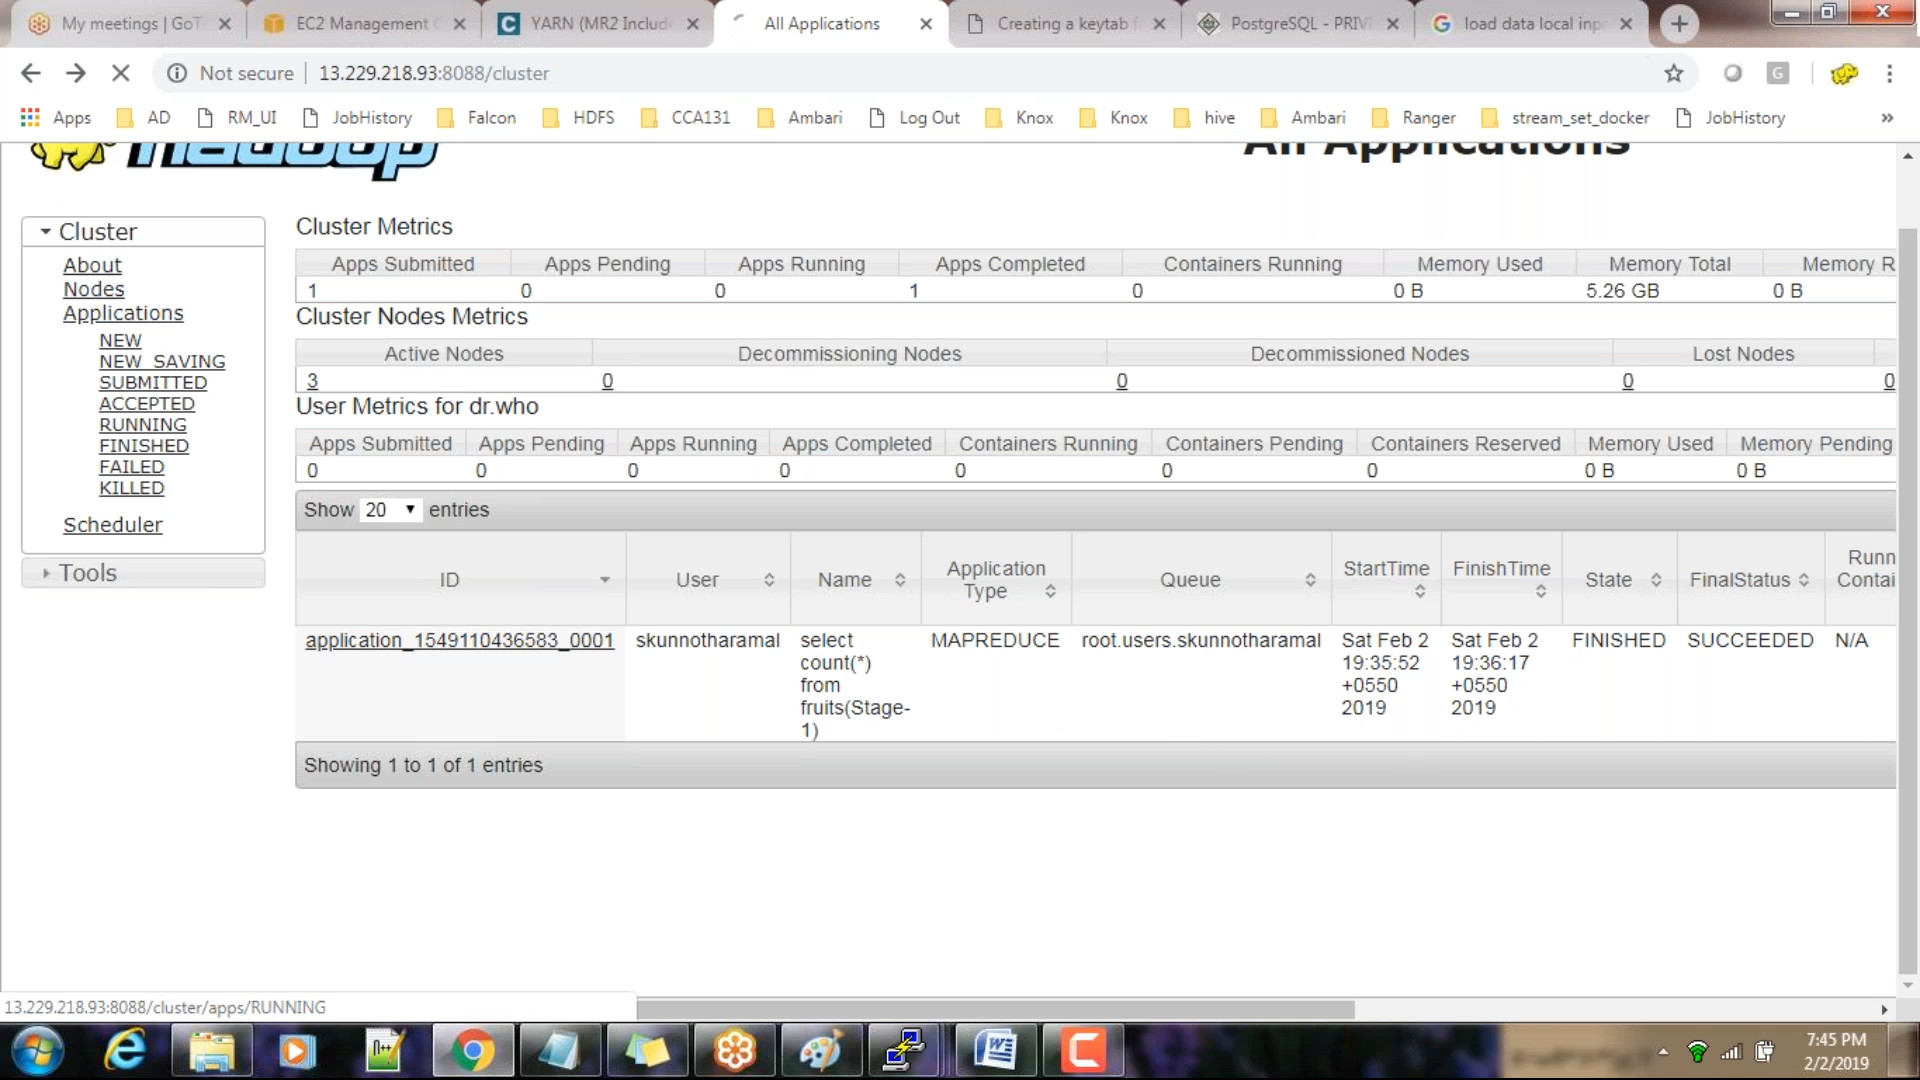 My meetings | GoT
EC2 Management C
YARN (MR2 Includ
All Applications
Creating a keytab f
PostgreSQL - PRIVI
load data local inp
Not secure
13.229.218.93:8088/cluster
Apps
AD
RM_UI
JobHistory
Falcon
HDFS
CCA131
Ambari
Log Out
Knox
Knox
hive
Ambari
Ranger
stream_set_docker
JobHistory
»
hadoop
All Applications
Cluster
About
Nodes
Applications
NEW
NEW_SAVING
SUBMITTED
ACCEPTED
RUNNING
FINISHED
FAILED
KILLED
Scheduler
Tools
Cluster Metrics
Apps Submitted Apps Pending Apps Running Apps Completed Containers Running Memory Used Memory Total Memory R
1 0 0 1 0 0 B 5.26 GB 0 B
Cluster Nodes Metrics
Active Nodes Decommissioning Nodes Decommissioned Nodes Lost Nodes
3 0 0 0 0
User Metrics for dr.who
Apps Submitted Apps Pending Apps Running Apps Completed Containers Running Containers Pending Containers Reserved Memory Used Memory Pending
0 0 0 0 0 0 0 0 B 0 B
Show 20 entries
ID
User
Name
Application
Type
Queue
StartTime
FinishTime
State
FinalStatus
Runn
Contai
application_1549110436583_0001
skunnotharamal
select
count(*)
from
fruits(Stage-
1)
MAPREDUCE
root.users.skunnotharamal
Sat Feb 2
19:35:52
+0550
2019
Sat Feb 2
19:36:17
+0550
2019
FINISHED
SUCCEEDED
N/A
Showing 1 to 1 of 1 entries
13.229.218.93:8088/cluster/apps/RUNNING
7:45 PM
2/2/2019